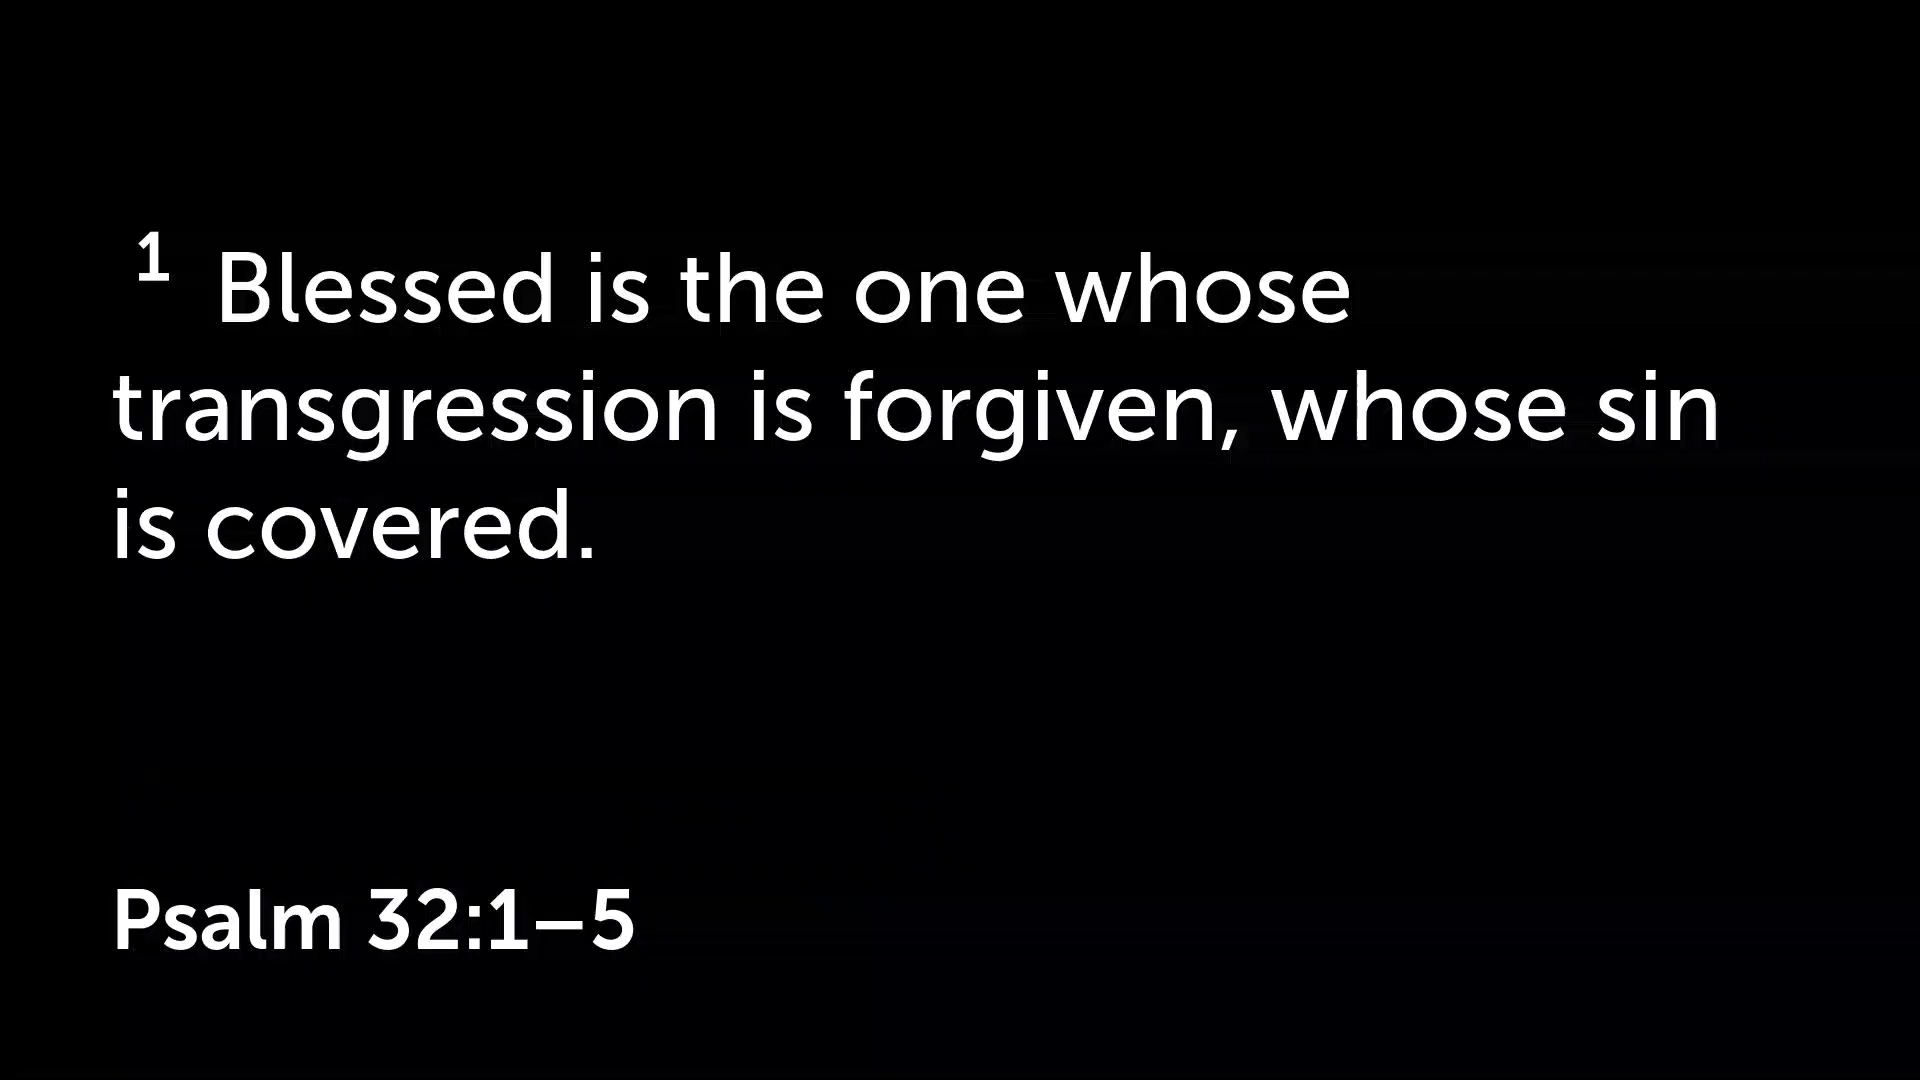 1 Blessed is the one whose
transgression is forgiven, whose sin
is covered.
Psalm 32:1–5